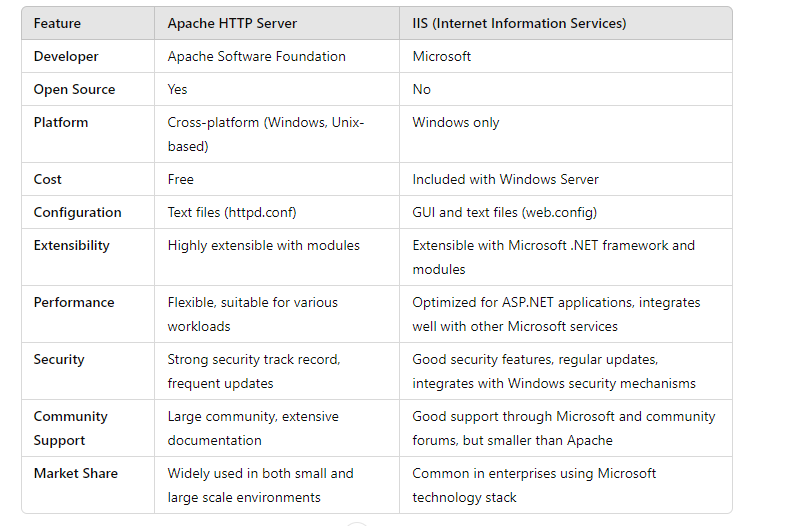 Feature Apache HTTP Server IIS (Internet Information Services)
Developer Apache Software Foundation Microsoft
Open Source Yes No
Platform Cross-platform (Windows, Unix- Windows only
based)
Cost Free Included with Windows Server
Configuration Text files (httpd.conf) GUI and text files (web.config)
Extensibility Highly extensible with modules Extensible with Microsoft .NET framework and
modules
Performance Flexible, suitable for various Optimized for ASP.NET applications, integrates
workloads well with other Microsoft services
Security Strong security track record, Good security features, regular updates,
frequent updates integrates with Windows security mechanisms
Community Large community, extensive Good support through Microsoft and community
Support documentation forums, but smaller than Apache
Market Share Widely used in both small and Common in enterprises using Microsoft
large scale environments technology stack